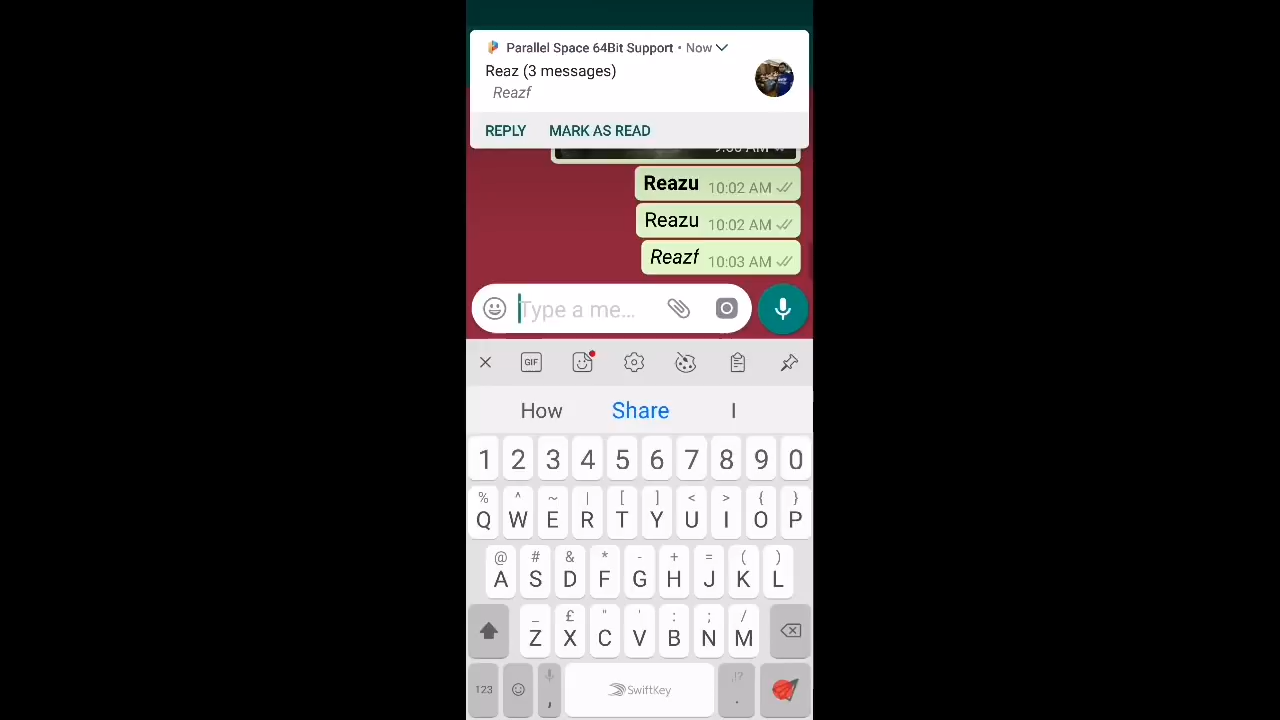 Parallel Space 64Bit Support • Now
Reaz (3 messages)
Reazf
REPLY MARK AS READ
Reazu 10:02 AM
Reazu 10:02 AM
Reazf 10:03 AM
Type a me...
GIF
How Share I
1 2 3 4 5 6 7 8 9 0
% ^ ~ | [ ] < > { }
Q W E R T Y U I O P
@ # & * - + = ( )
A S D F G H J K L
_ £ " ' : ; /
Z X C V B N M
,!?
123 , SwiftKey .